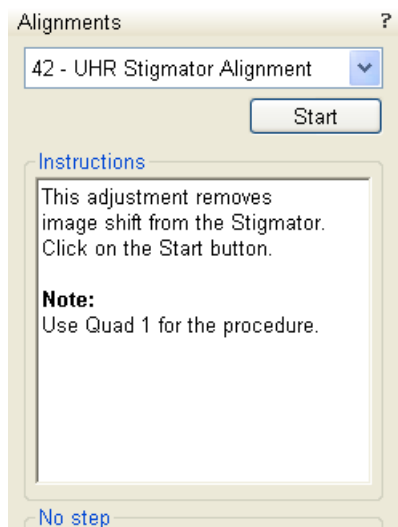 Alignments ?
42 - UHR Stigmator Alignment
Start
Instructions
This adjustment removes
image shift from the Stigmator.
Click on the Start button.
Note:
Use Quad 1 for the procedure.
No step